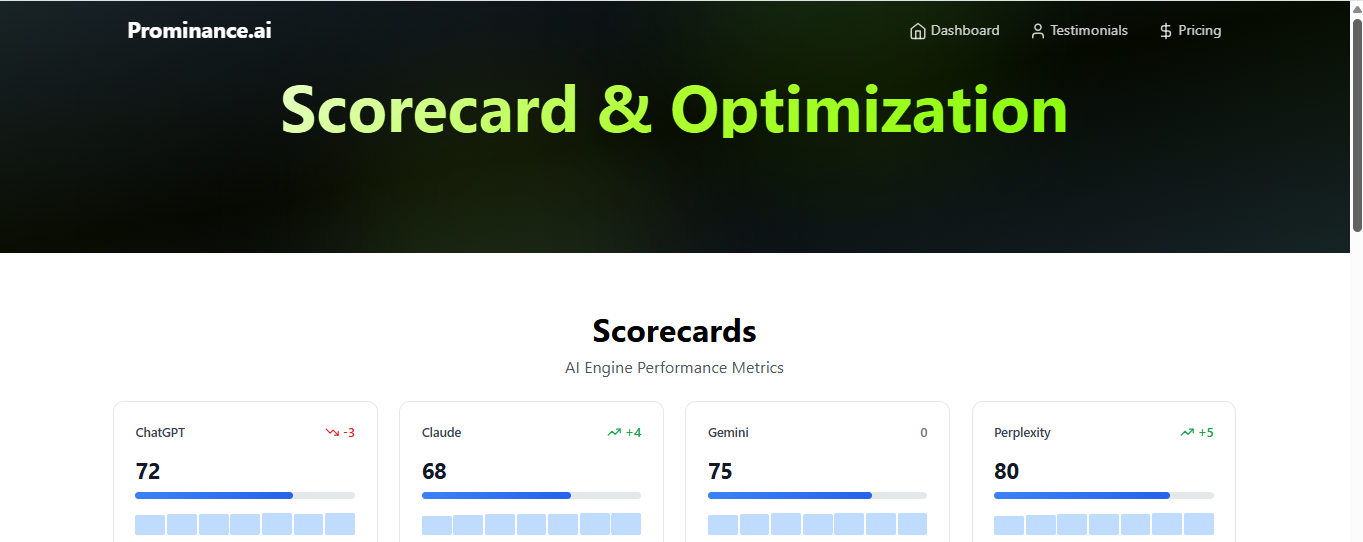 Prominance.ai
Dashboard Testimonials Pricing
Scorecard & Optimization
Scorecards
AI Engine Performance Metrics
ChatGPT -3
72
Claude +4
68
Gemini 0
75
Perplexity +5
80